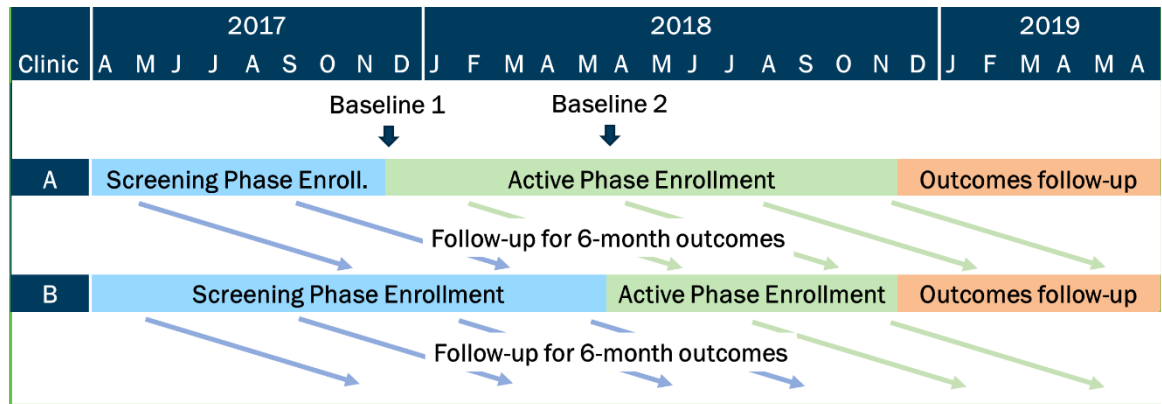 2017 2018 2019
Clinic A M J J A S O N D J F M A M A M J J A S O N D J F M A M A
Baseline 1 Baseline 2
A Screening Phase Enroll. Active Phase Enrollment Outcomes follow-up
Follow-up for 6-month outcomes
B Screening Phase Enrollment Active Phase Enrollment Outcomes follow-up
Follow-up for 6-month outcomes